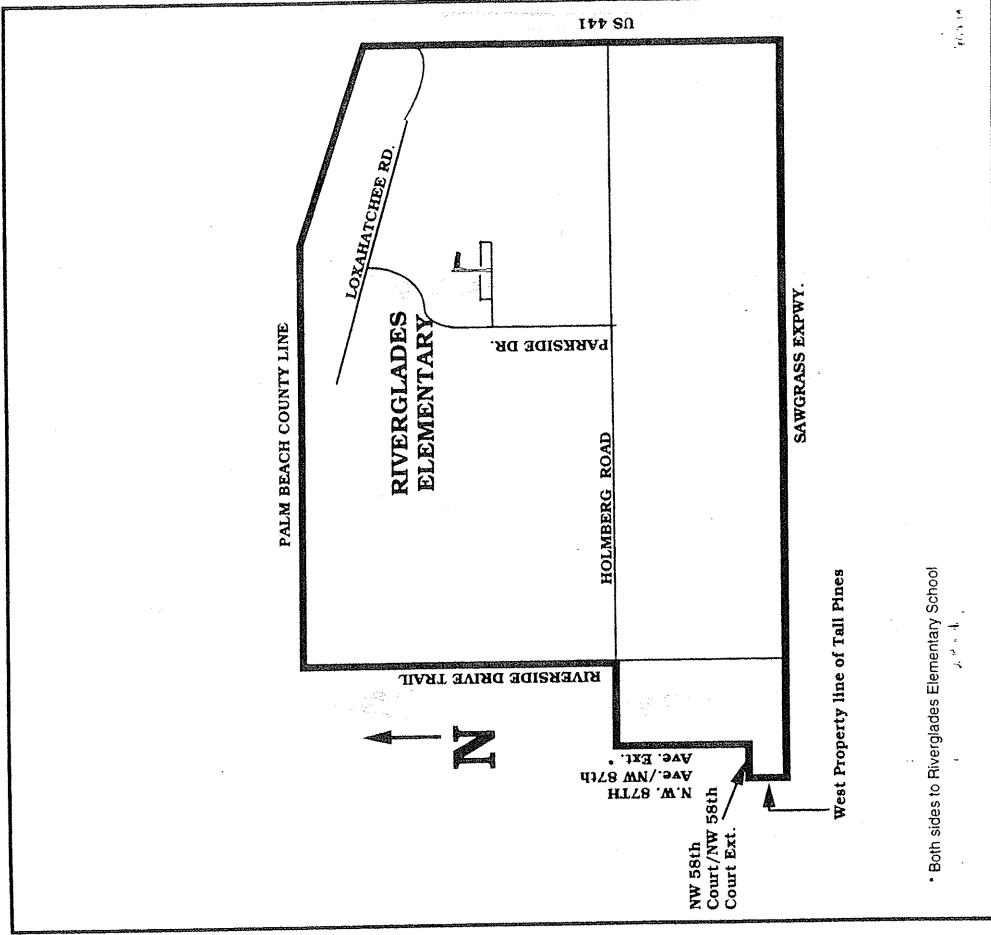 US 441
PALM BEACH COUNTY LINE
LOXAHATCHEE RD.
RIVERGLADES
ELEMENTARY
PARKSIDE DR.
HOLMBERG ROAD
SAWGRASS EXPWY.
RIVERSIDE DRIVE TRAIL
N
N.W. 87TH
Ave./NW 87th
Ave. Ext. *
NW 58th
Court/NW 58th
Court Ext.
West Property line of Tall Pines
* Both sides to Riverglades Elementary School